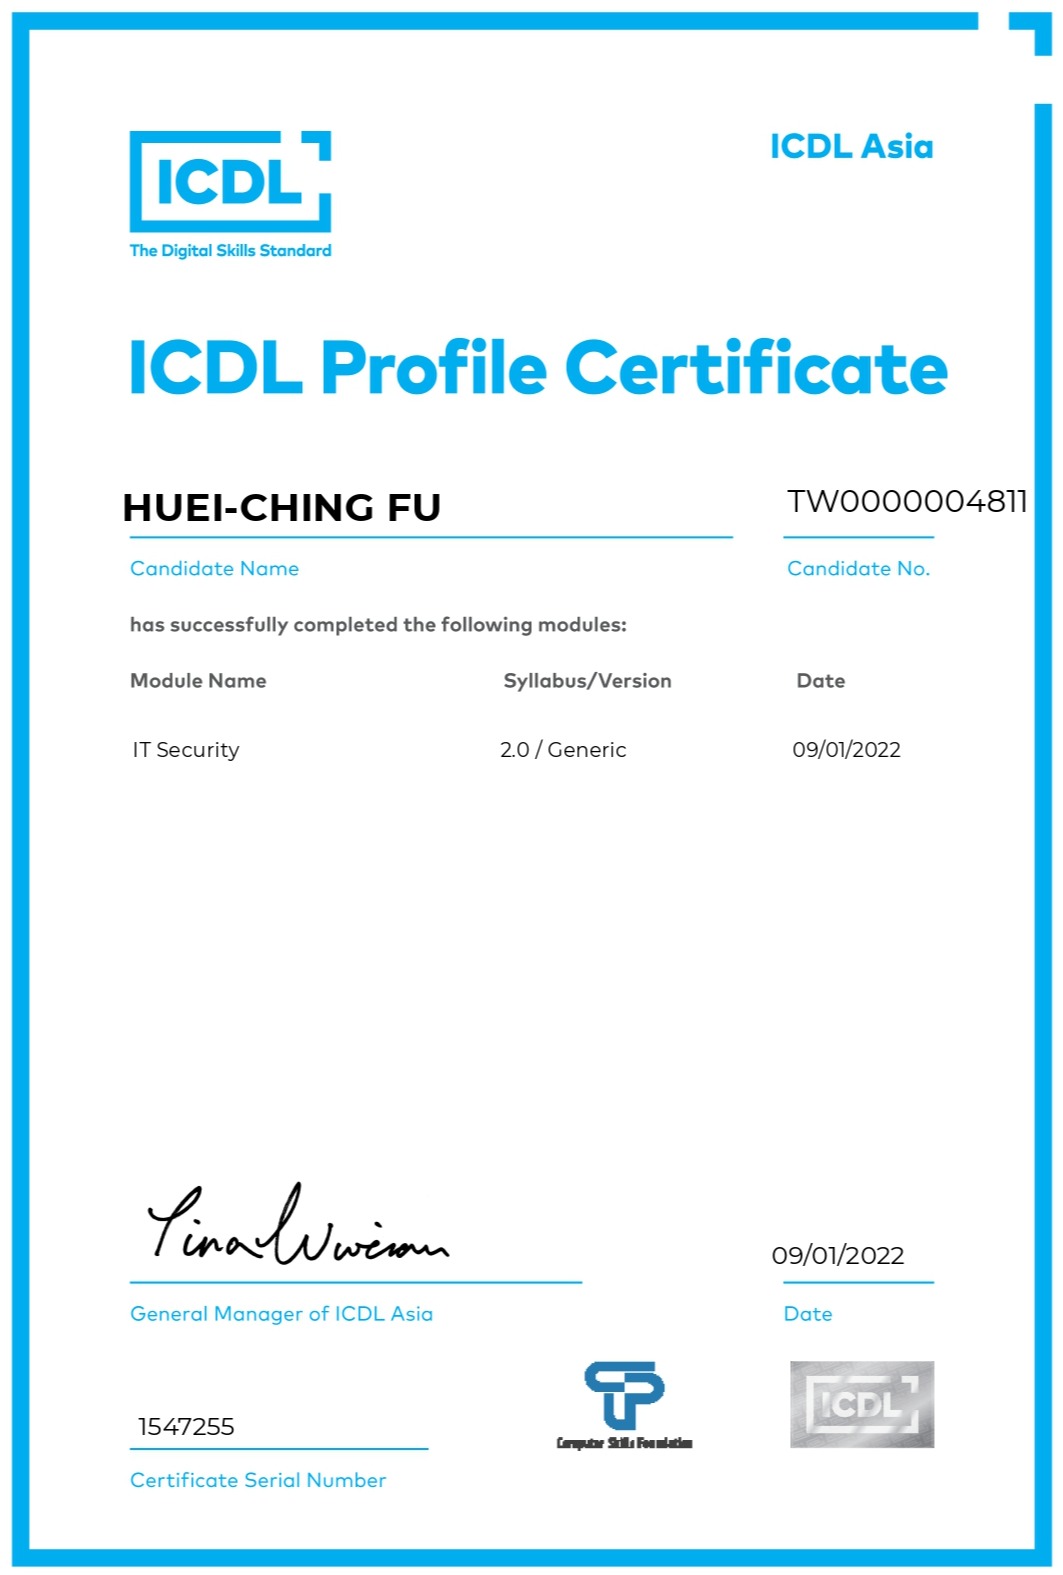 ICDL
The Digital Skills Standard
ICDL Asia
ICDL Profile Certificate
HUEI-CHING FU
TW0000004811
Candidate Name
Candidate No.
has successfully completed the following modules:
Module Name Syllabus/Version Date
IT Security 2.0 / Generic 09/01/2022
09/01/2022
General Manager of ICDL Asia
Date
1547255
Certificate Serial Number
Computer Skills Foundation
ICDL